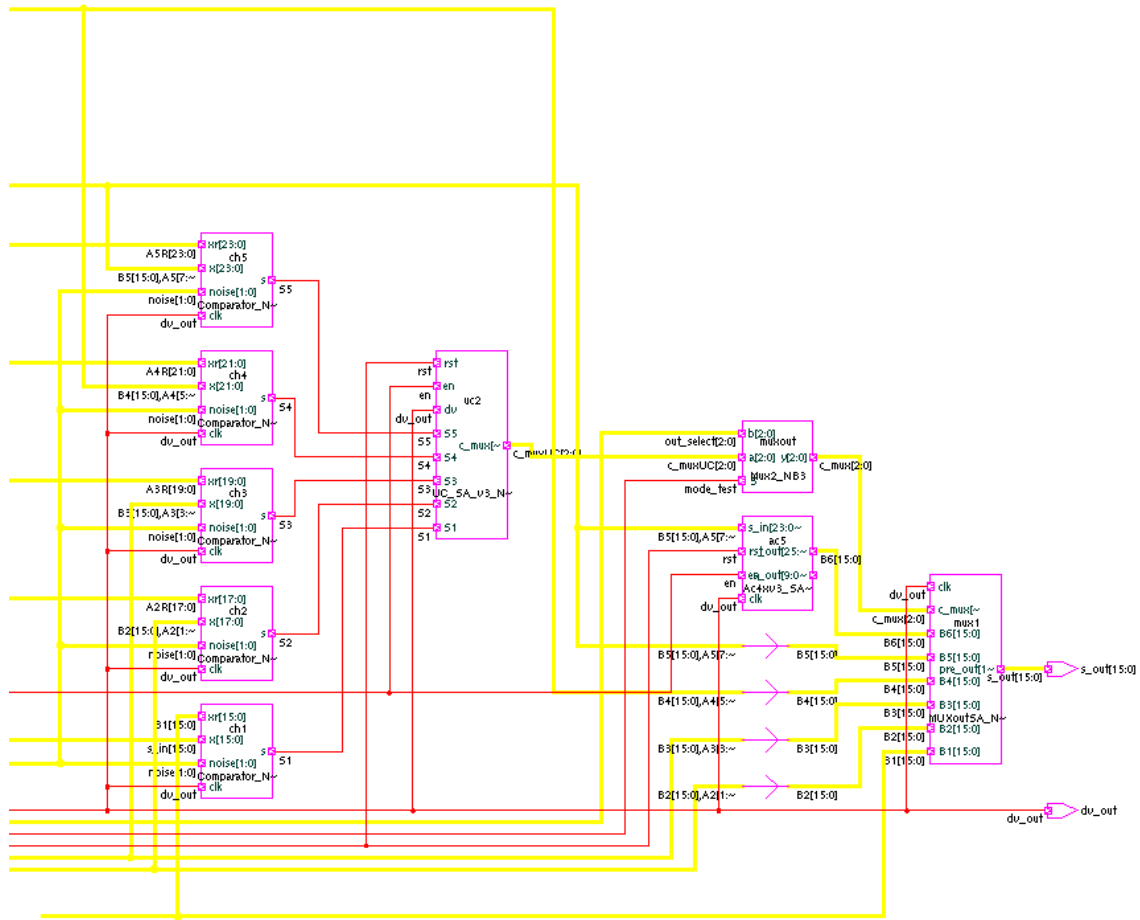 xr[23:0]
A5R[23:0]
ch5
x[23:0]
B5[15:0],A5[7:~
s
S5
noise[1:0]
noise[1:0]
Comparator_N~
clk
dv_out
xr[21:0]
A4R[21:0]
ch4
x[21:0]
B4[15:0],A4[5:~
s
S4
noise[1:0]
noise[1:0]
Comparator_N~
clk
dv_out
xr[19:0]
A3R[19:0]
ch3
x[19:0]
B3[15:0],A3[3:~
s
S3
noise[1:0]
noise[1:0]
Comparator_N~
clk
dv_out
xr[17:0]
A2R[17:0]
ch2
x[17:0]
B2[15:0],A2[1:~
s
S2
noise[1:0]
noise[1:0]
Comparator_N~
clk
dv_out
xr[15:0]
B1[15:0]
ch1
x[15:0]
s_in[15:0]
s
S1
noise[1:0]
noise[1:0]
Comparator_N~
clk
dv_out
rst
rst
en
en
uc2
dv
dv_out
S5
S5
c_mux[~
c_muxUC[2:0]
S4
S4
S3
S3
UC_SA_v3_N~
S2
S2
S1
S1
b[2:0]
out_select[2:0]
muxout
a[2:0] y[2:0]
c_muxUC[2:0]
c_mux[2:0]
Mux2_NB3
mode_test
s_in[23:0~
B5[15:0],A5[7:~
ac5
rst
_out[25:~
rst
B6[15:0]
en
_out[9:0~
en
Ac4xv3_SA~
clk
dv_out
B5[15:0],A5[7:~
B5[15:0]
B4[15:0],A4[5:~
B4[15:0]
B3[15:0],A3[3:~
B3[15:0]
B2[15:0],A2[1:~
B2[15:0]
clk
dv_out
c_mux[~
c_mux[2:0]
mux1
B6[15:0]
B6[15:0]
B5[15:0]
B5[15:0]
pre_out[1~
s_out[15:0]
s_out[15:0]
B4[15:0]
B4[15:0]
B3[15:0]
B3[15:0]
MUXoutSA_N~
B2[15:0]
B2[15:0]
B1[15:0]
B1[15:0]
dv_out
dv_out